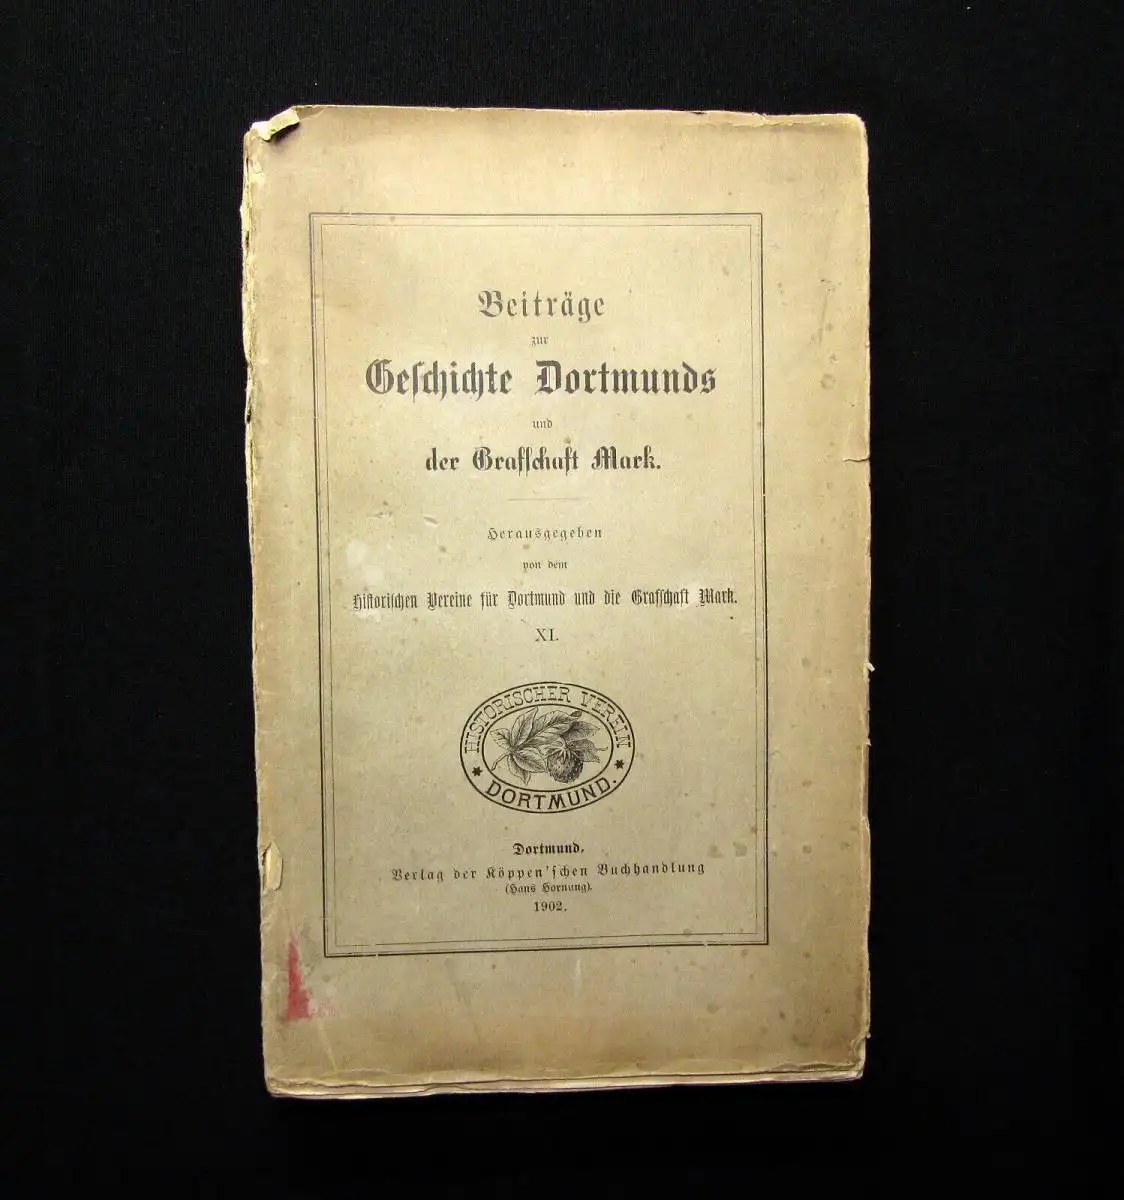 Beiträge
zur
Geschichte Dortmunds
und
der Grafschaft Mark.
Herausgegeben
von dem
Historischen Vereine für Dortmund und die Grafschaft Mark.
XI.
HISTORISCHER VEREIN
DORTMUND.
Dortmund.
Verlag der Köppen'schen Buchhandlung
(Hans Hornung).
1902.